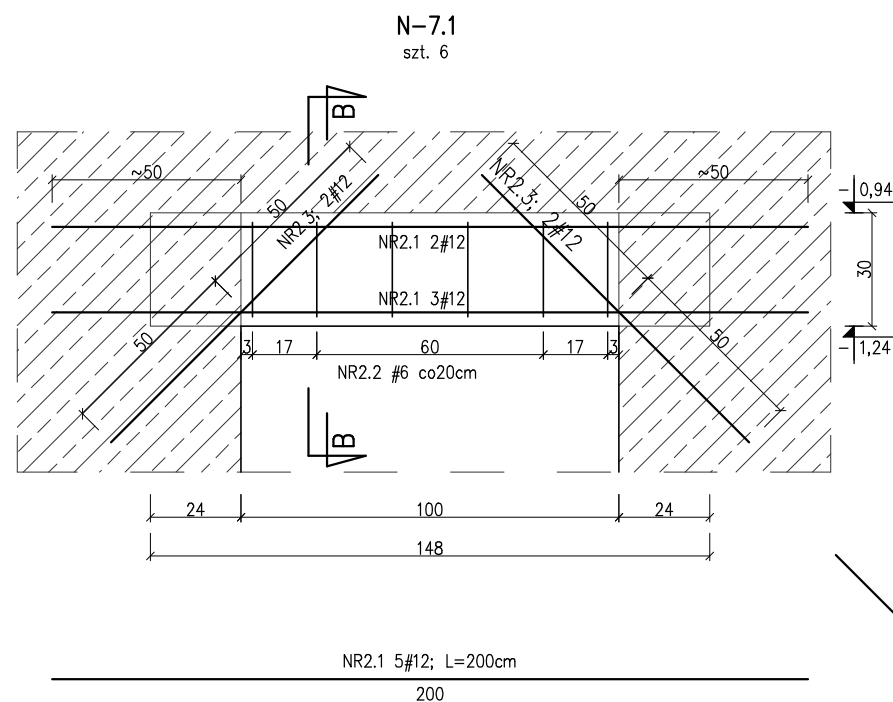 N-7.1
szt. 6
B
~50
~50
50
NR2.3; 2#12
NR2.3; 2#12
50
- 0,94
NR2.1 2#12
30
NR2.1 3#12
50
50
3 17 60 17 3
- 1,24
NR2.2 #6 co20cm
B
24 100 24
148
NR2.1 5#12; L=200cm
200